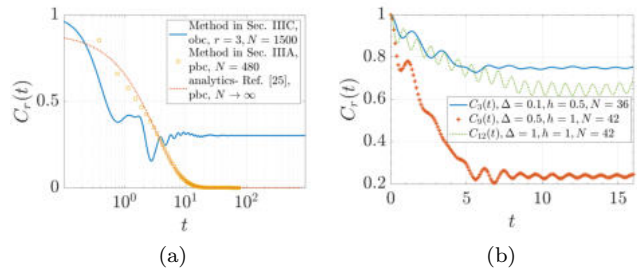 1
0.5
0
C_r(t)
Method in Sec. IIIC,
obc, r = 3, N = 1500
Method in Sec. IIIA,
pbc, N = 480
analytics- Ref. [25],
pbc, N → ∞
10^0 10^1 10^2
t
(a)
1
0.8
0.6
0.4
0.2
C_r(t)
C_3(t), Δ = 0.1, h = 0.5, N = 36
C_9(t), Δ = 0.5, h = 1, N = 42
C_12(t), Δ = 1, h = 1, N = 42
0 5 10 15
t
(b)